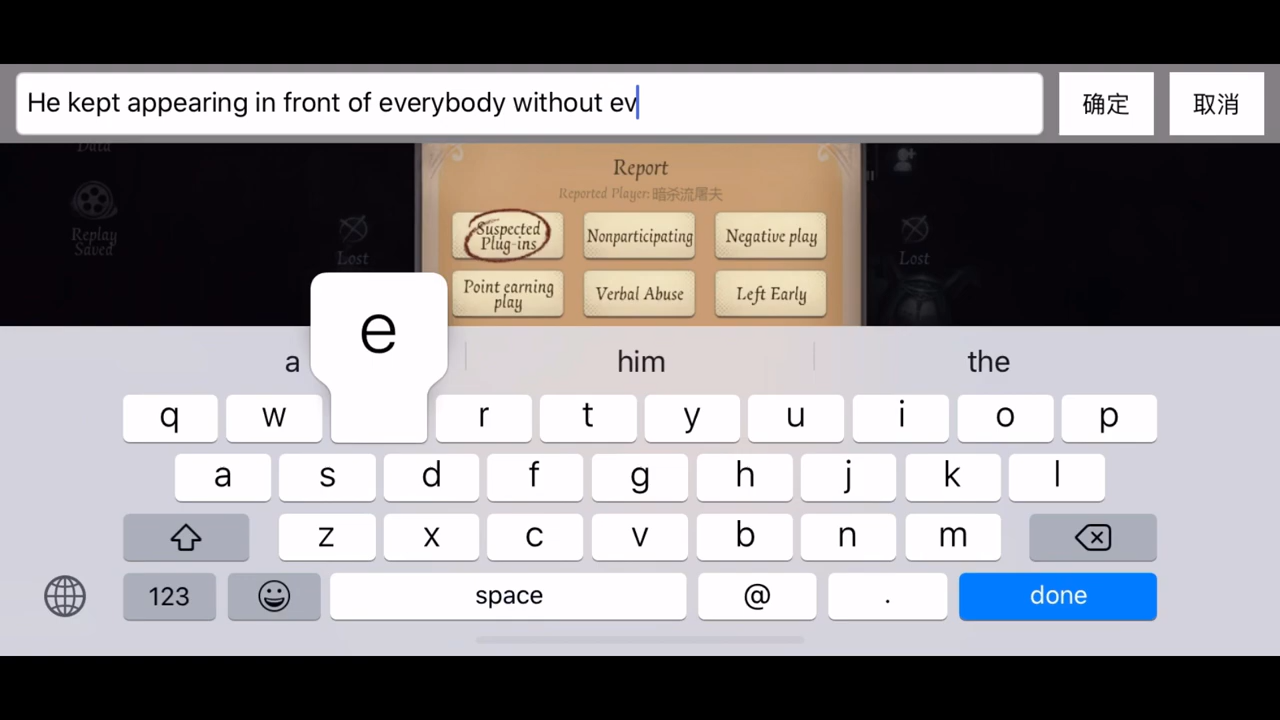 He kept appearing in front of everybody without ev
确定
取消
Data
Replay
Saved
Lost
Report
Reported Player: 暗杀流屠夫
Suspected
Plug-ins
Nonparticipating
Negative play
Point earning
play
Verbal Abuse
Left Early
Lost
e
a
him
the
q w r t y u i o p
a s d f g h j k l
z x c v b n m
123
space
@
.
done